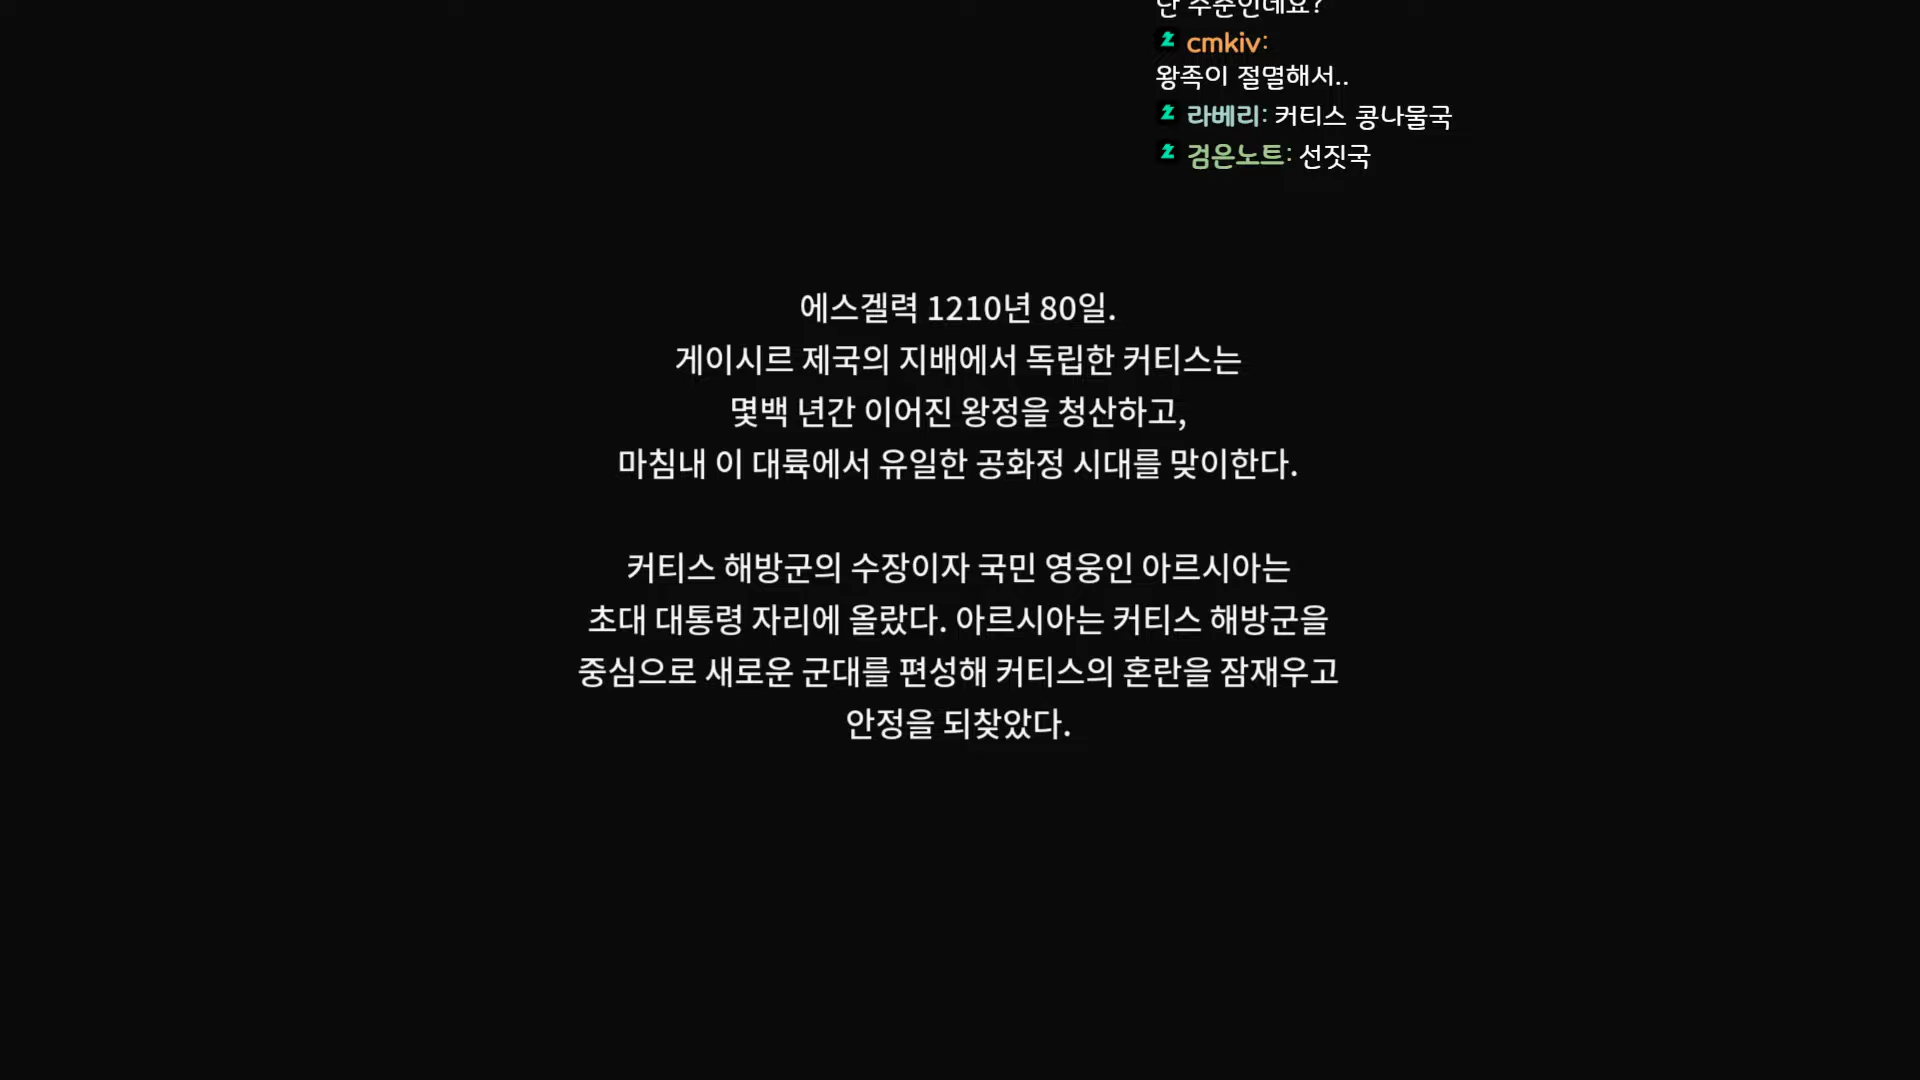 단 수준인데요?
cmkiv:
왕족이 절멸해서..
라베리: 커티스 콩나물국
검은노트: 선짓국
에스겔력 1210년 80일.
게이시르 제국의 지배에서 독립한 커티스는
몇백 년간 이어진 왕정을 청산하고,
마침내 이 대륙에서 유일한 공화정 시대를 맞이한다.
커티스 해방군의 수장이자 국민 영웅인 아르시아는
초대 대통령 자리에 올랐다. 아르시아는 커티스 해방군을
중심으로 새로운 군대를 편성해 커티스의 혼란을 잠재우고
안정을 되찾았다.